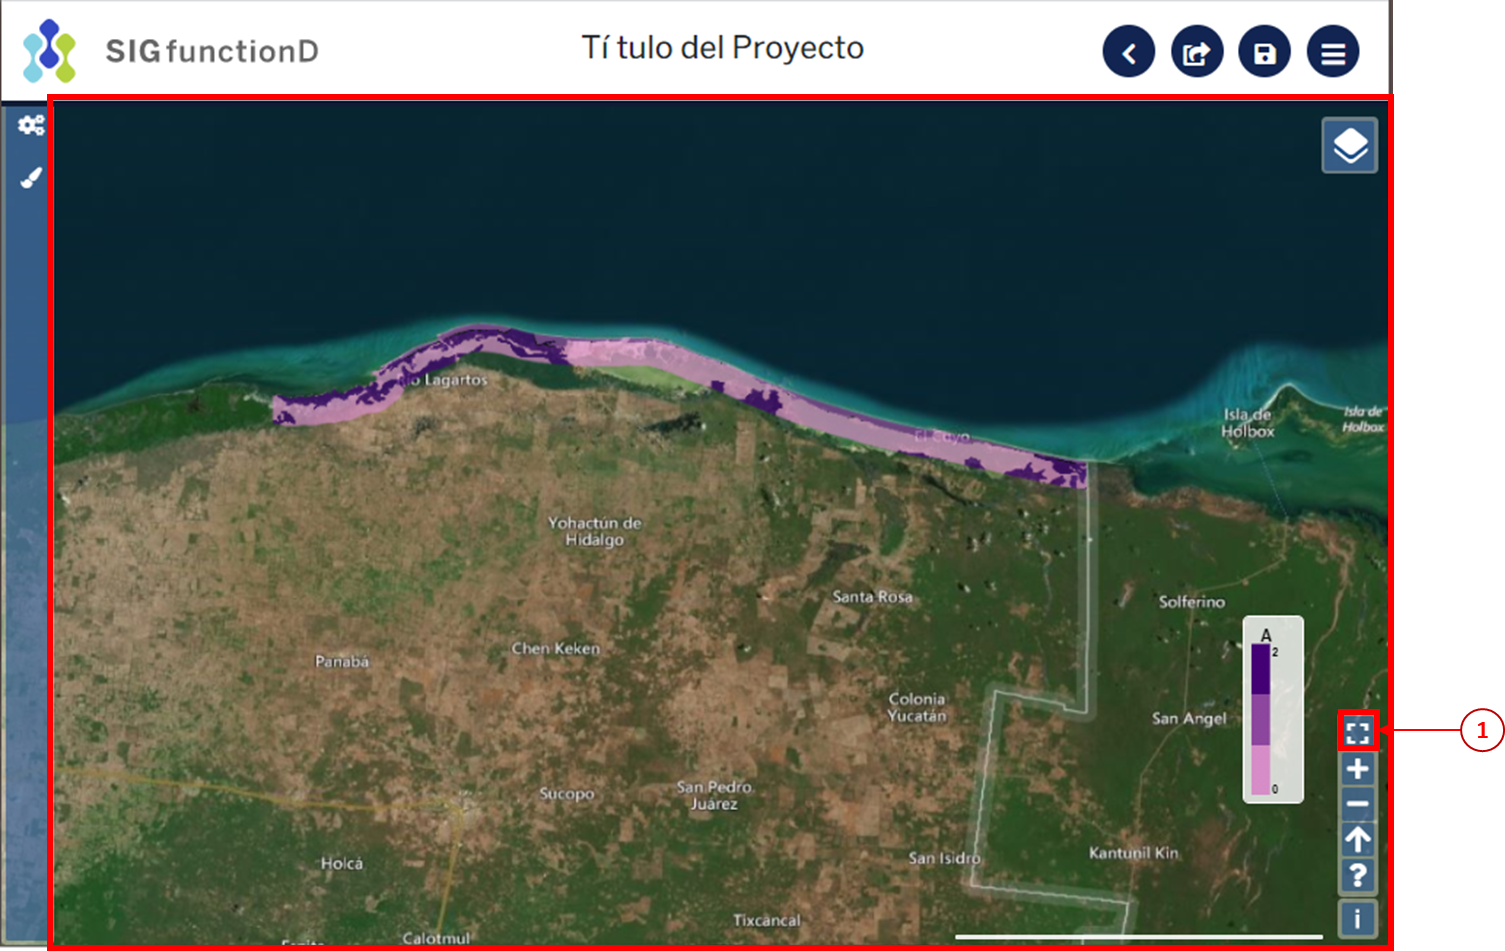 SIGfunctionD
Tí tulo del Proyecto
Lagartos
El Cuyo
Isla de
Holbox
Isla de
Holbox
Yohactún de
Hidalgo
Santa Rosa
Solferino
A
2
0
Panabá
Chen Keken
Colonia
Yucatán
San Angel
1
Sucopo
San Pedro
Juárez
Holcá
San Isidro
Kantunil Kin
Tixcancal
Calotmul
?
i